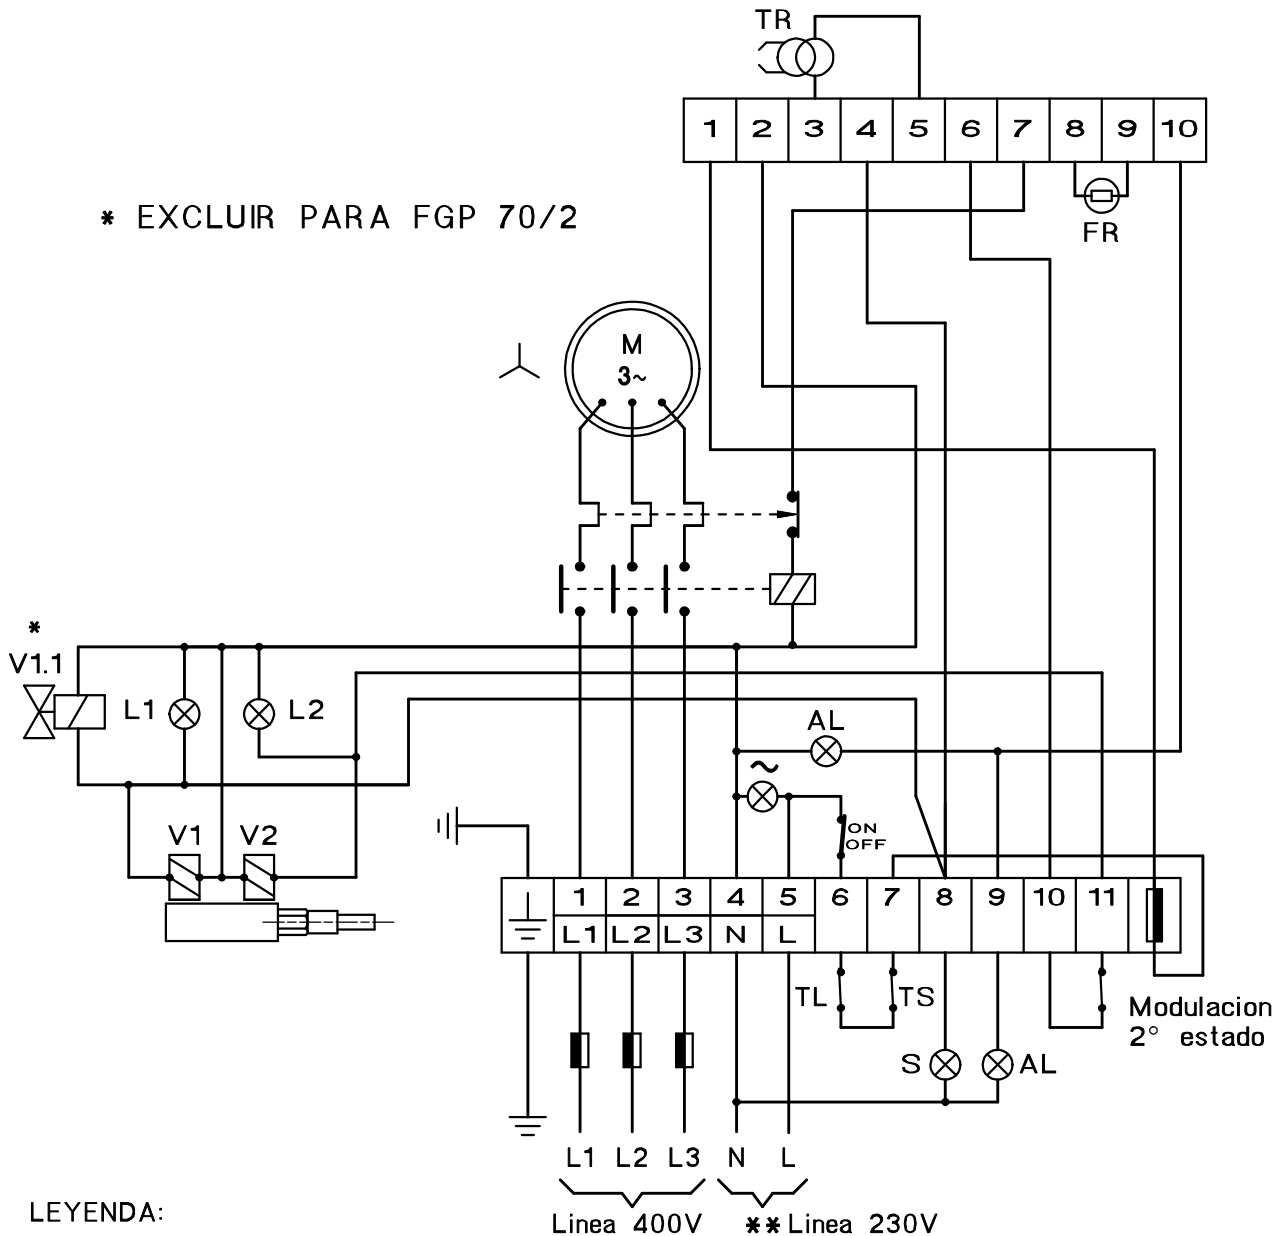 TR
1 2 3 4 5 6 7 8 9 10
* EXCLUIR PARA FGP 70/2
FR
M
3~
*
V1.1
L1
L2
AL
~
V1
V2
ON
OFF
1 2 3 4 5 6 7 8 9 10 11
L1 L2 L3 N L
TL
TS
Modulacion
2° estado
S
AL
L1 L2 L3 N L
LEYENDA:
Linea 400V
** Linea 230V